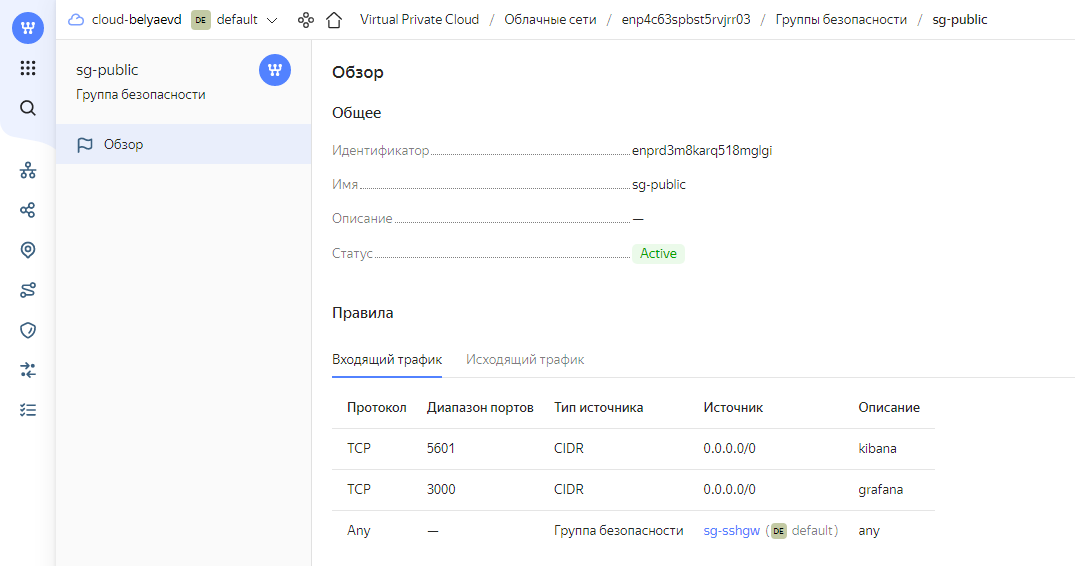 cloud-belyaevd DE default Virtual Private Cloud / Облачные сети / enp4c63spbst5rvjrr03 / Группы безопасности / sg-public
sg-public
Группа безопасности
Обзор
Обзор
Общее
Идентификатор enprd3m8karq518mglgi
Имя sg-public
Описание —
Статус Active
Правила
Входящий трафик Исходящий трафик
Протокол Диапазон портов Тип источника Источник Описание
TCP 5601 CIDR 0.0.0.0/0 kibana
TCP 3000 CIDR 0.0.0.0/0 grafana
Any — Группа безопасности sg-sshgw (DE default) any